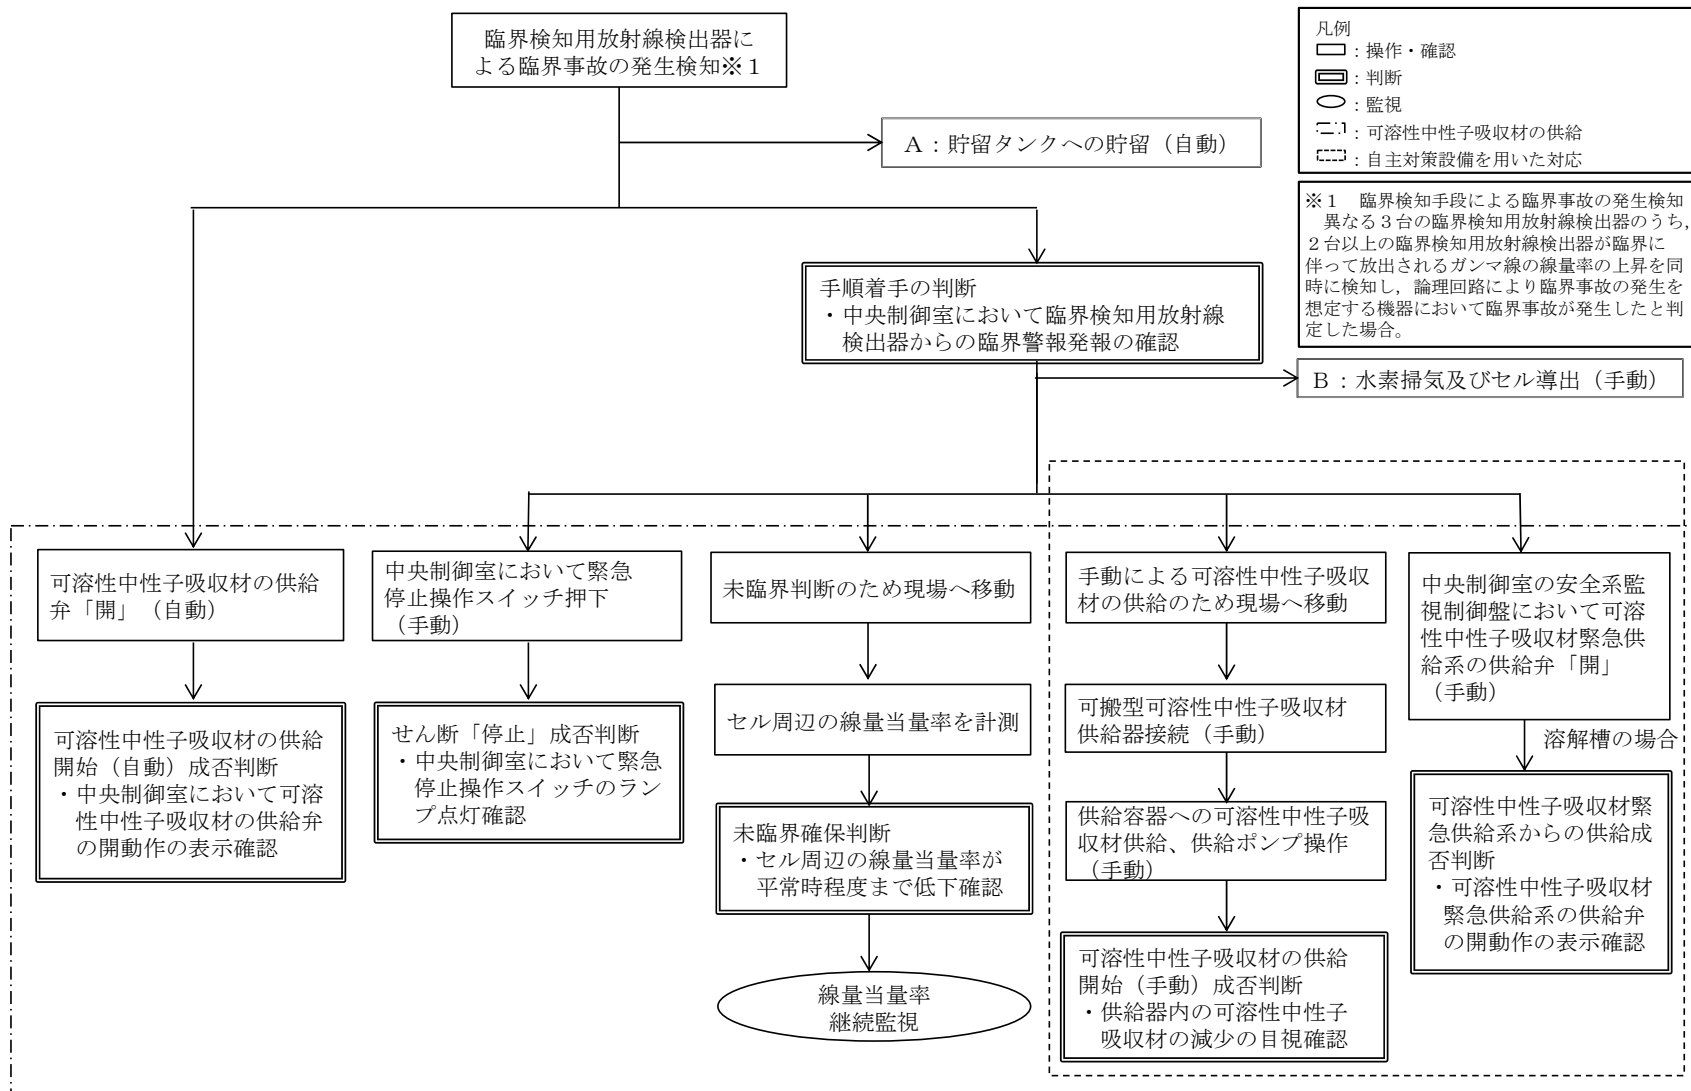 臨界検知用放射線検出器に
よる臨界事故の発生検知※１
Ａ：貯留タンクへの貯留（自動）
凡例
：操作・確認
：判断
：監視
：可溶性中性子吸収材の供給
：自主対策設備を用いた対応
※１　臨界検知手段による臨界事故の発生検知
異なる３台の臨界検知用放射線検出器のうち，
２台以上の臨界検知用放射線検出器が臨界に
伴って放出されるガンマ線の線量率の上昇を同
時に検知し，論理回路により臨界事故の発生を
想定する機器において臨界事故が発生したと判
定した場合。
手順着手の判断
・中央制御室において臨界検知用放射線
検出器からの臨界警報発報の確認
Ｂ：水素掃気及びセル導出（手動）
可溶性中性子吸収材の供給
弁「開」（自動）
可溶性中性子吸収材の供給
開始（自動）成否判断
・中央制御室において可溶
性中性子吸収材の供給弁
の開動作の表示確認
中央制御室において緊急
停止操作スイッチ押下
（手動）
せん断「停止」成否判断
・中央制御室において緊急
停止操作スイッチのラン
プ点灯確認
未臨界判断のため現場へ移動
セル周辺の線量当量率を計測
未臨界確保判断
・セル周辺の線量当量率が
平常時程度まで低下確認
線量当量率
継続監視
手動による可溶性中性子吸収
材の供給のため現場へ移動
可搬型可溶性中性子吸収材
供給器接続（手動）
供給容器への可溶性中性子吸
収材供給、供給ポンプ操作
（手動）
可溶性中性子吸収材の供給
開始（手動）成否判断
・供給器内の可溶性中性子
吸収材の減少の目視確認
中央制御室の安全系監
視制御盤において可溶
性中性子吸収材緊急供
給系の供給弁「開」
（手動）
溶解槽の場合
可溶性中性子吸収材緊
急供給系からの供給成
否判断
・可溶性中性子吸収材
緊急供給系の供給弁
の開動作の表示確認